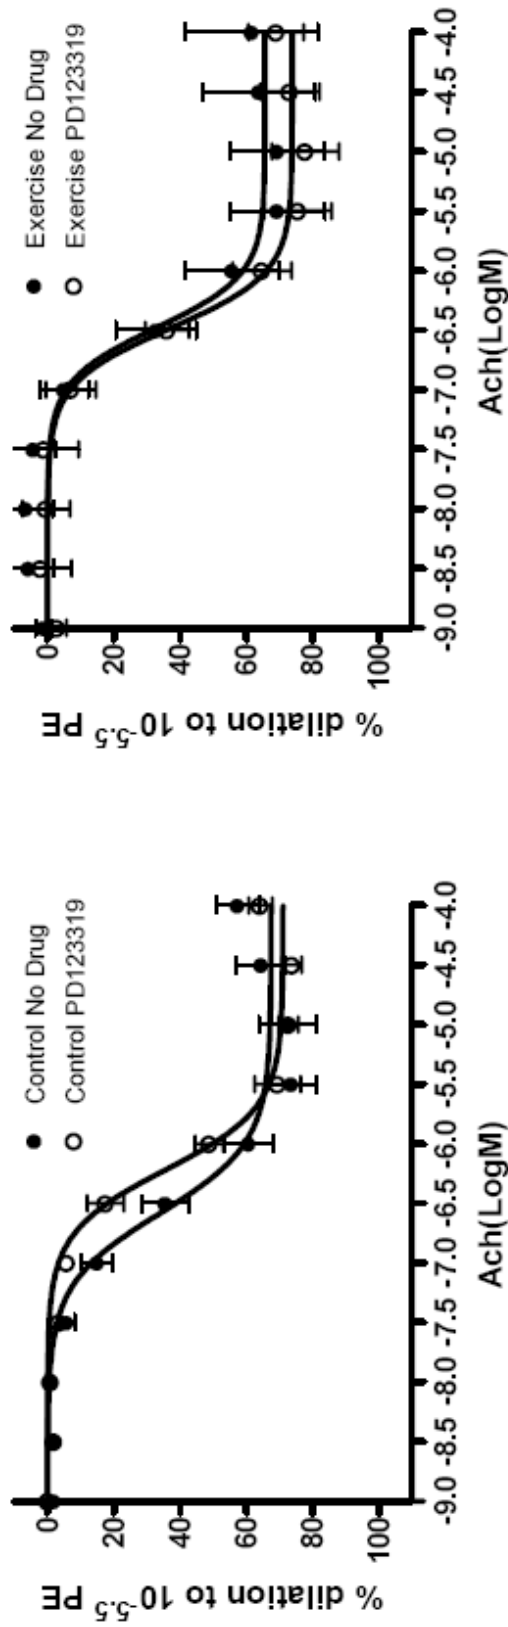 ● Control No Drug
○ Control PD123319
0
20
40
60
80
100
% dilation to 10^-5.5 PE
-9.0 -8.5 -8.0 -7.5 -7.0 -6.5 -6.0 -5.5 -5.0 -4.5 -4.0
Ach(LogM)
● Exercise No Drug
○ Exercise PD123319
0
20
40
60
80
100
% dilation to 10^-5.5 PE
-9.0 -8.5 -8.0 -7.5 -7.0 -6.5 -6.0 -5.5 -5.0 -4.5 -4.0
Ach(LogM)